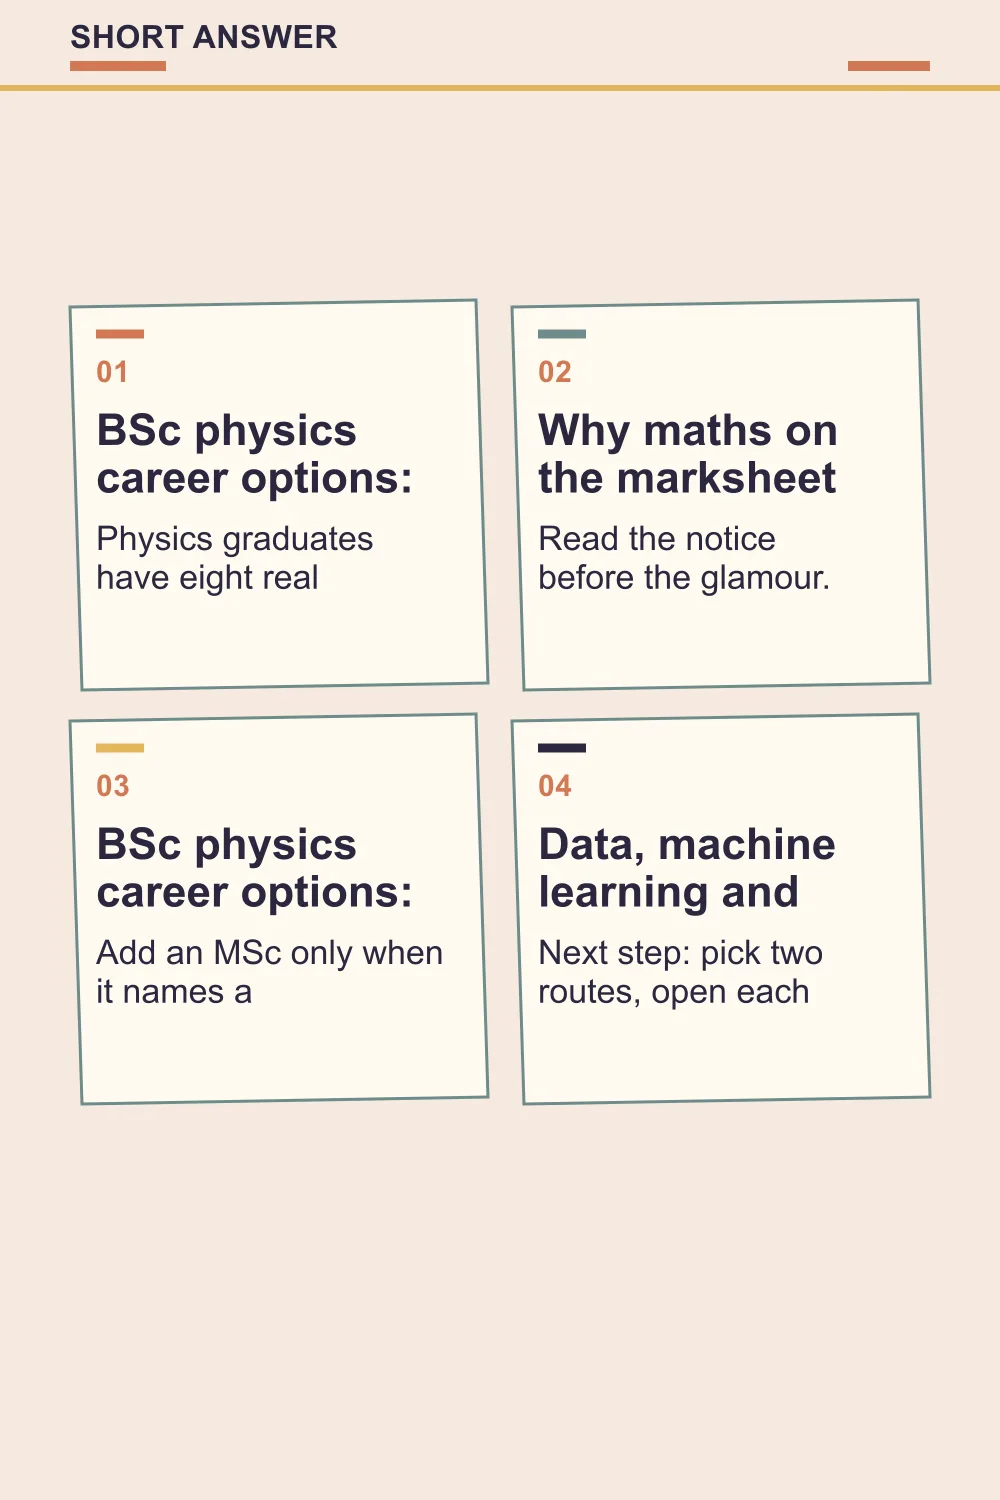 SHORT ANSWER
01
BSc physics
career options:
Physics graduates
have eight real
02
Why maths on
the marksheet
Read the notice
before the glamour.
03
BSc physics
career options:
Add an MSc only when
it names a
04
Data, machine
learning and
Next step: pick two
routes, open each